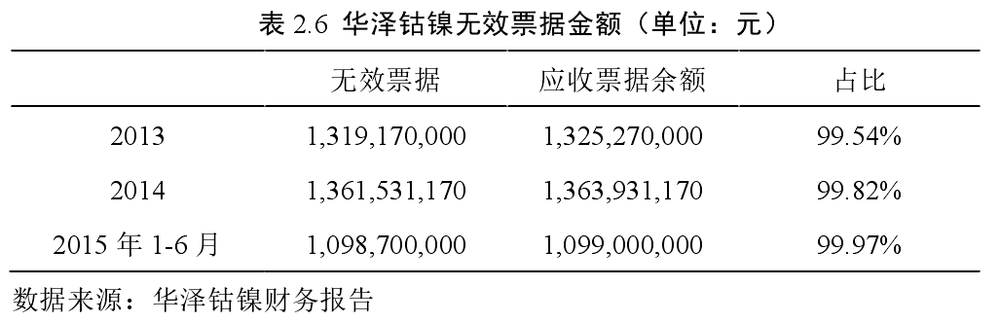 表 2.6 华泽钴镍无效票据金额（单位：元）
无效票据 应收票据余额 占比
2013 1,319,170,000 1,325,270,000 99.54%
2014 1,361,531,170 1,363,931,170 99.82%
2015 年 1-6 月 1,098,700,000 1,099,000,000 99.97%
数据来源：华泽钴镍财务报告